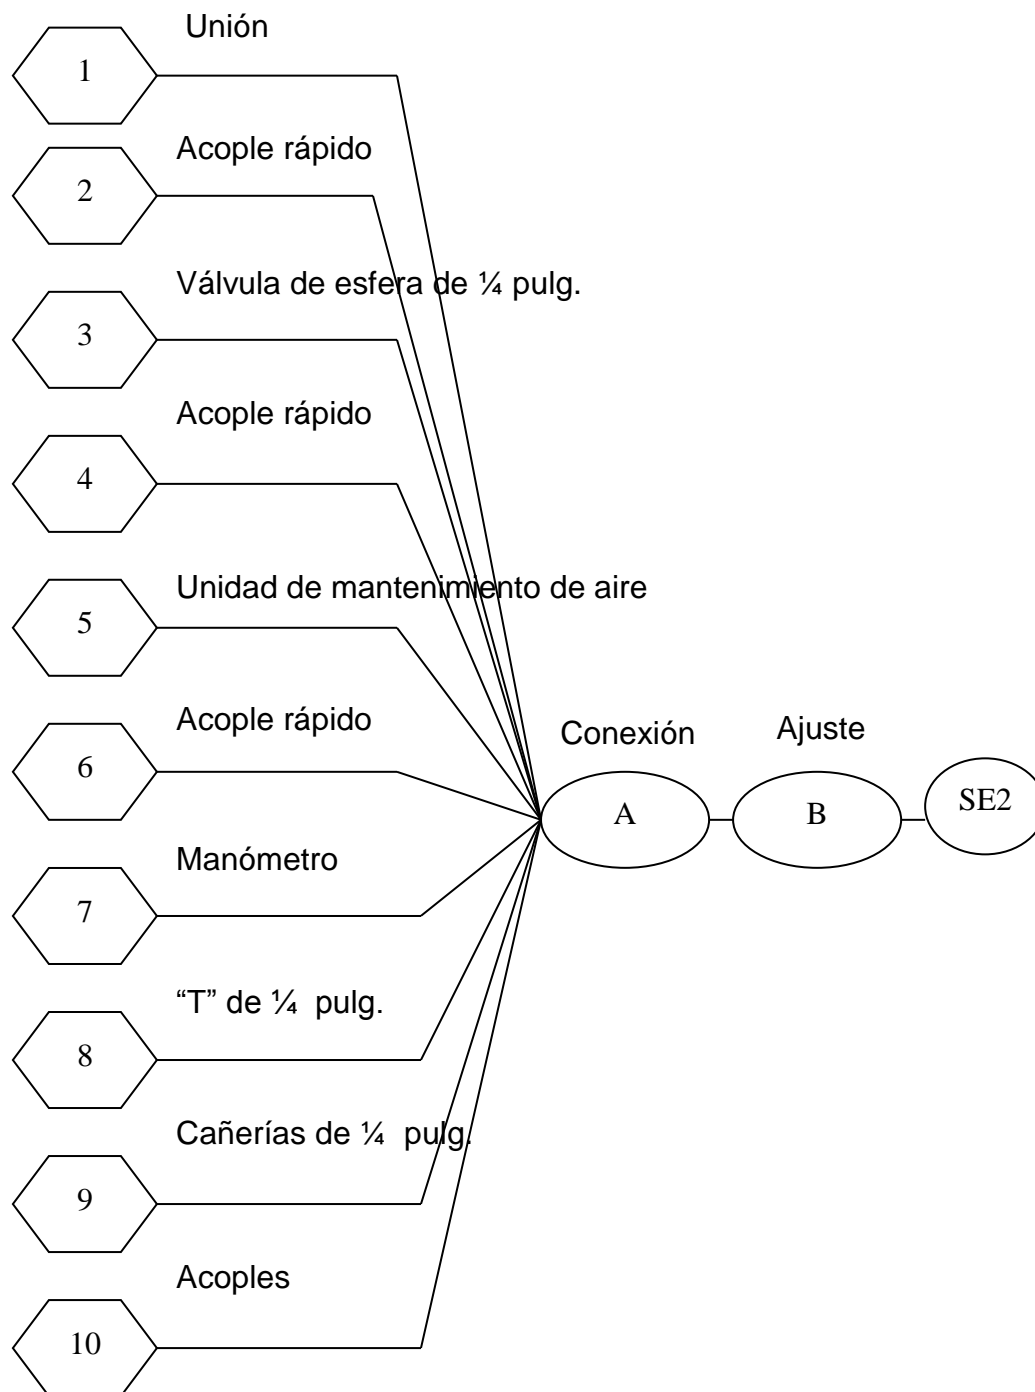 Unión
1
Acople rápido
2
Válvula de esfera de ¼ pulg.
3
Acople rápido
4
Unidad de mantenimiento de aire
5
Acople rápido
6
Conexión
Ajuste
A
B
SE2
Manómetro
7
“T” de ¼  pulg.
8
Cañerías de ¼  pulg.
9
Acoples
10